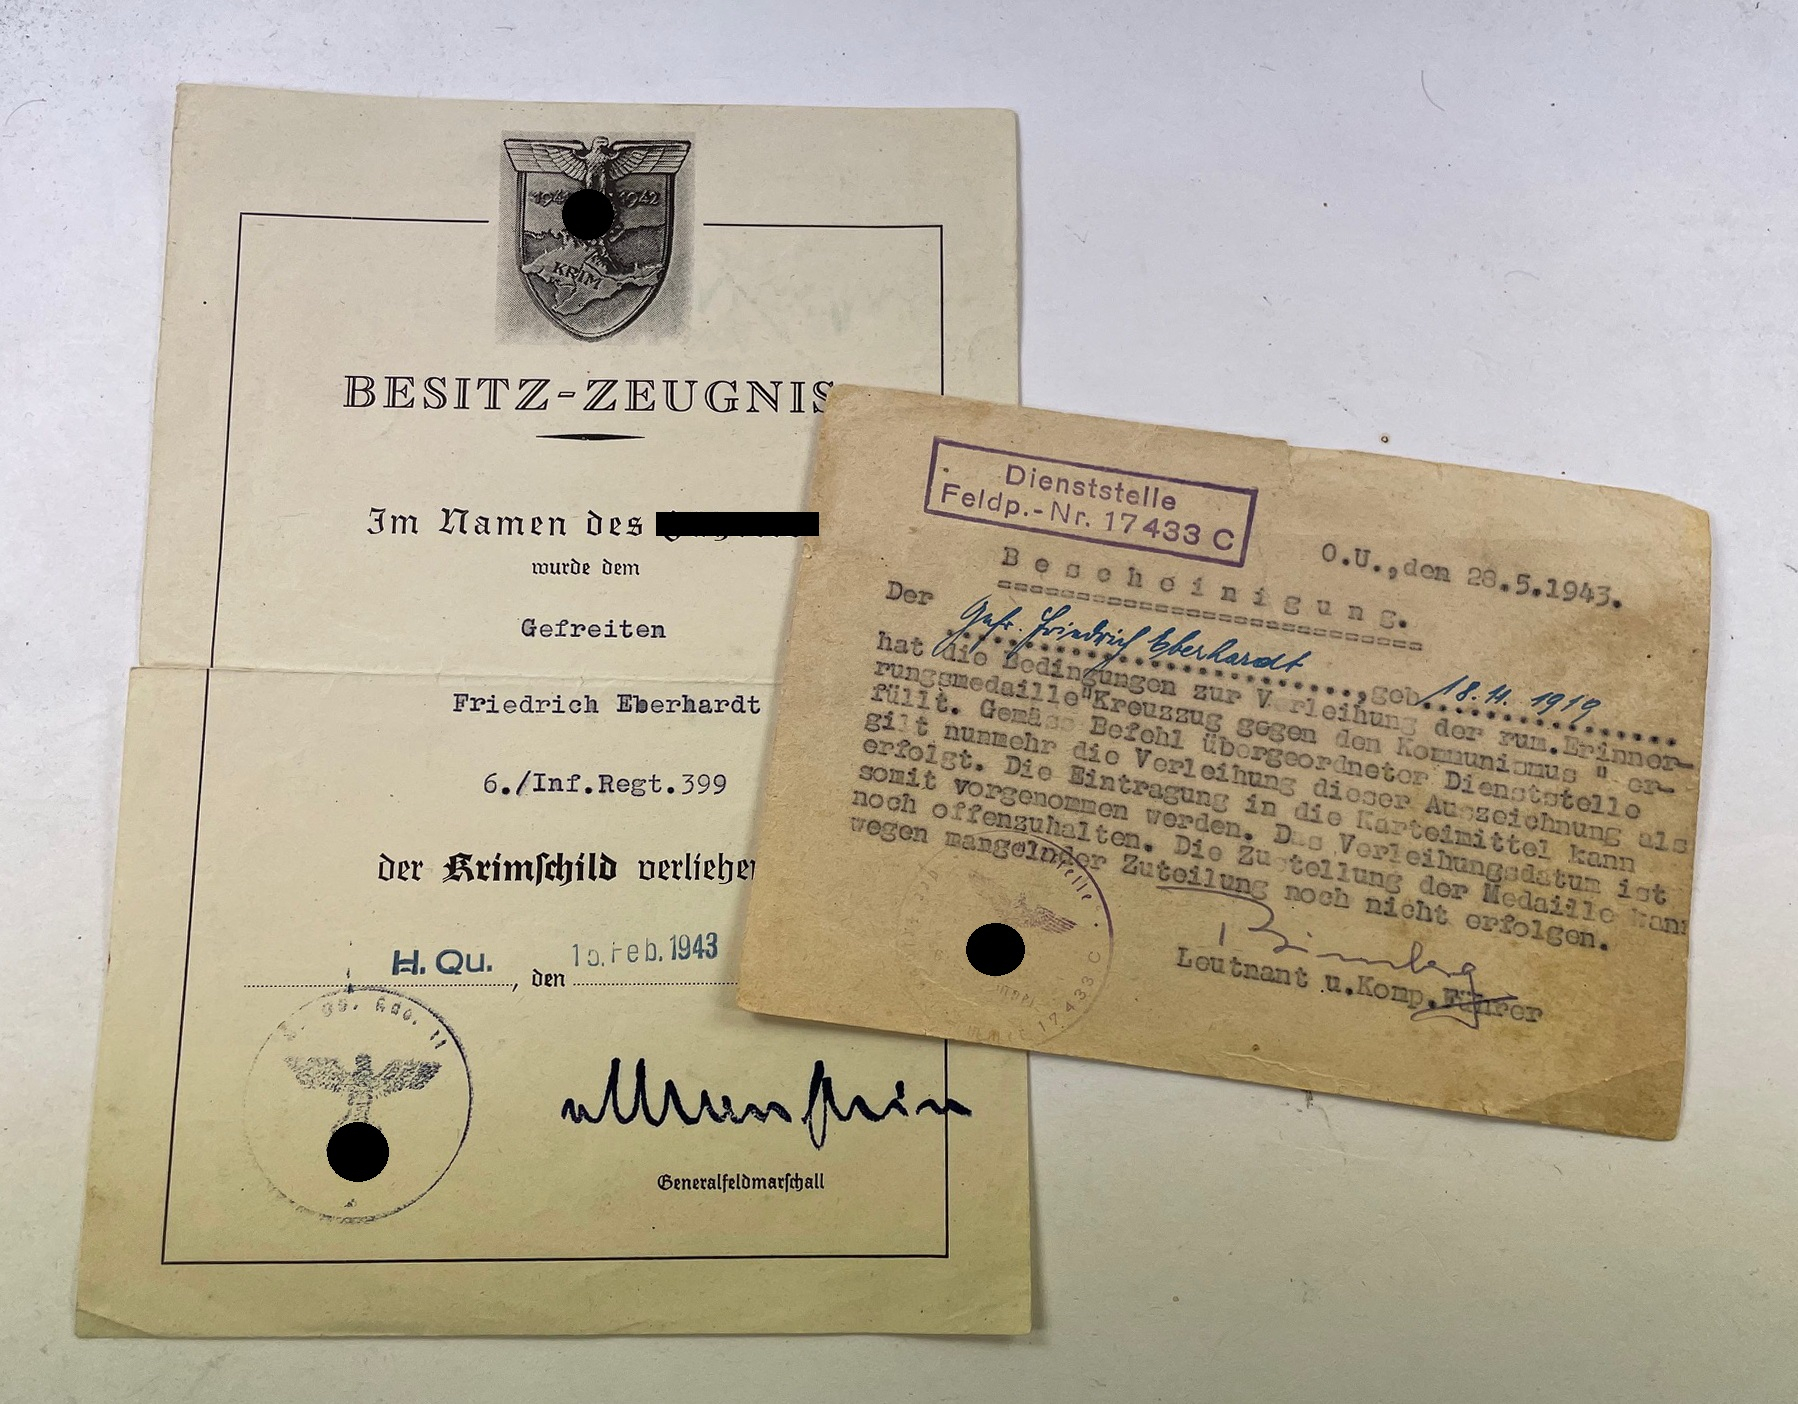 1942
KRIM
BESITZ-ZEUGNIS
Im Namen des
wurde dem
Gefreiten
Friedrich Eberhardt
6./Inf.Regt.399
der Krimschild verliehen
H. Qu. , den Feb. 1943
Generalfeldmarschall
Dienststelle
Feldp.-Nr. 17433 C
O.U.,den 28.5.1943.
Bescheinigung.
Der Gefr. Friedrich Eberhardt ,geb. 1919
hat die Bedingungen zur Verleihung der rum.Erinner-
rungsmedaille"Kreuzzug gegen den Kommunismus " er-
füllt. Gemäss Befehl übergeordneter Dienststelle
gilt nunmehr die Verleihung dieser Auszeichnung als
erfolgt. Die Eintragung in die Karteimittel kann
somit vorgenommen werden. Das Verleihungsdatum ist
noch offenzuhalten. Die Zustellung der Medaille kann
wegen mangelnder Zuteilung noch nicht erfolgen.
Leutnant u.Komp.Führer
17433 C